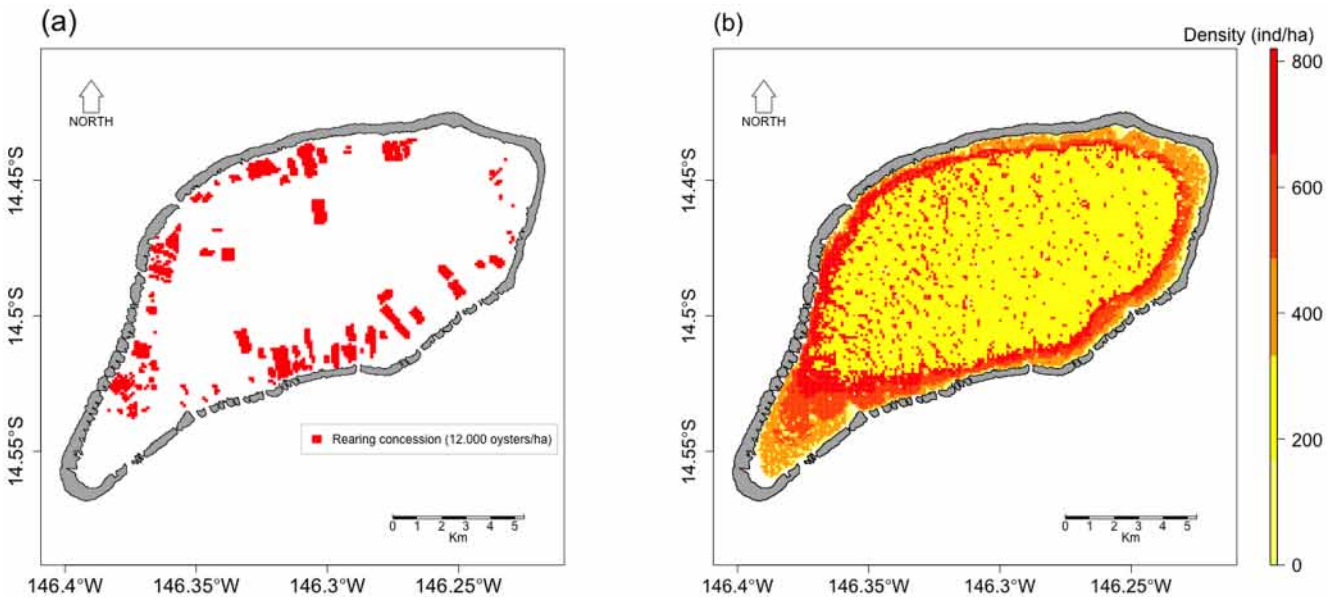 (a)
NORTH
14.45°S
14.5°S
14.55°S
Rearing concession (12.000 oysters/ha)
0 1 2 3 4 5
Km
146.4°W 146.35°W 146.3°W 146.25°W
(b)
Density (ind/ha)
NORTH
14.45°S
14.5°S
14.55°S
800
600
400
200
0
0 1 2 3 4 5
Km
146.4°W 146.35°W 146.3°W 146.25°W